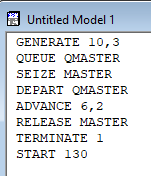 Untitled Model 1
GENERATE 10,3
QUEUE QMASTER
SEIZE MASTER
DEPART QMASTER
ADVANCE 6,2
RELEASE MASTER
TERMINATE 1
START 130